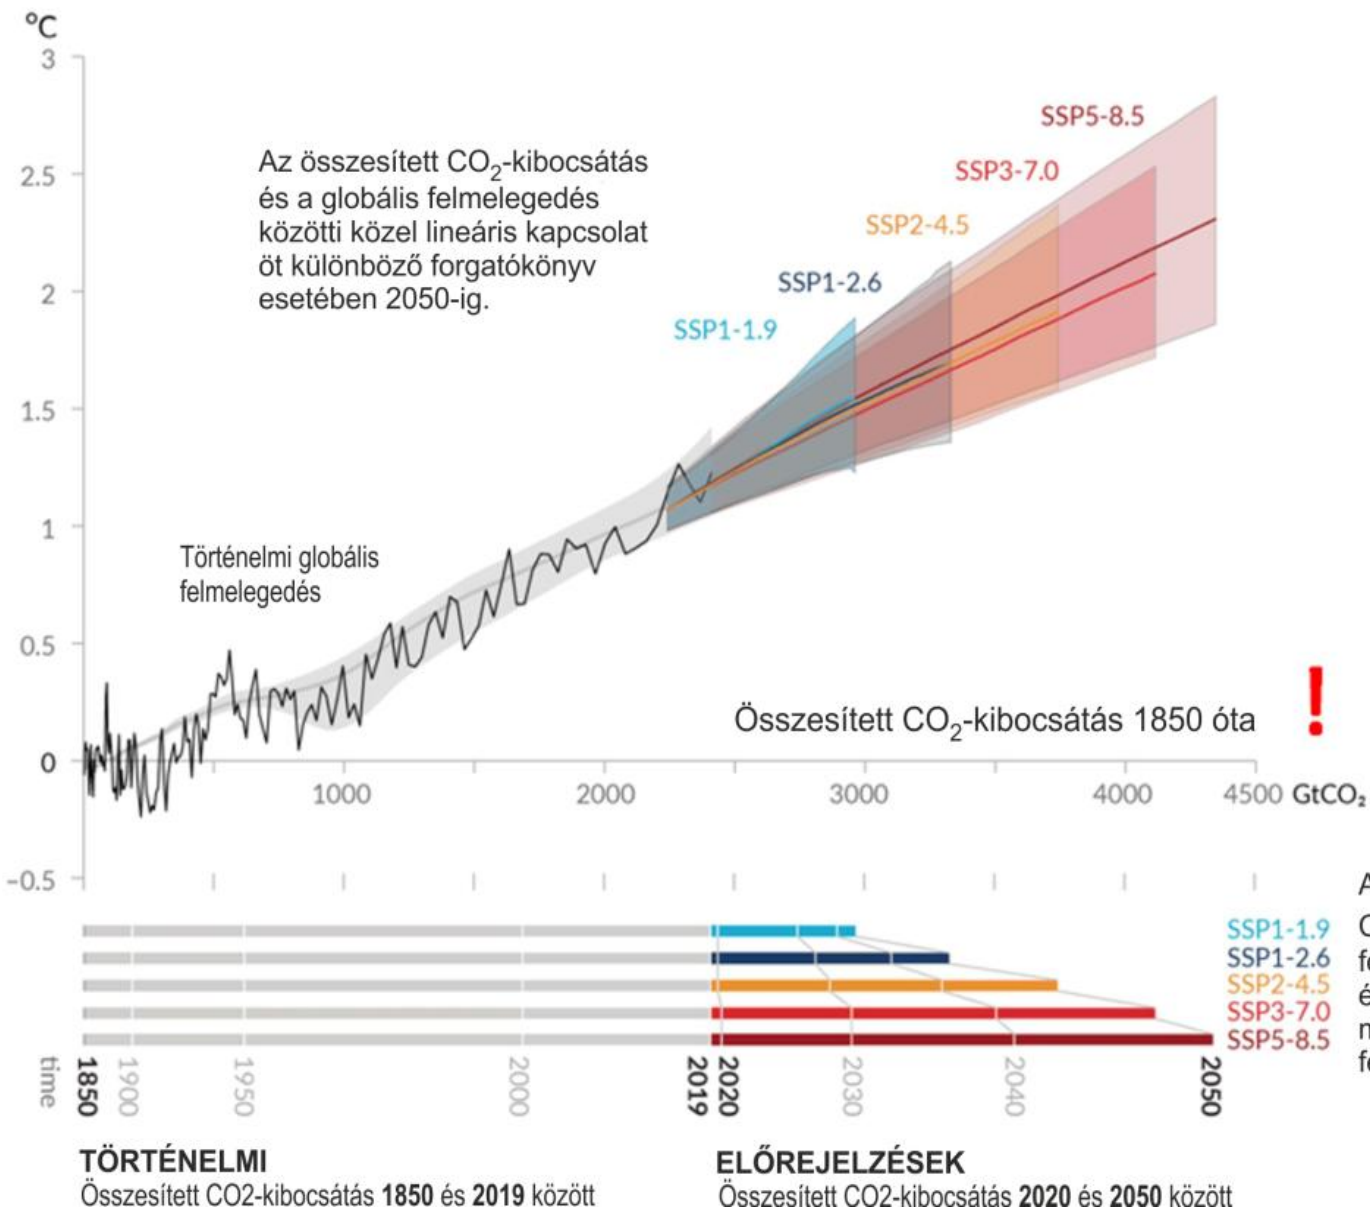 °C
3
2.5
2
1.5
1
0.5
0
−0.5
Az összesített CO₂-kibocsátás
és a globális felmelegedés
közötti közel lineáris kapcsolat
öt különböző forgatókönyv
esetében 2050-ig.
SSP5-8.5
SSP3-7.0
SSP2-4.5
SSP1-2.6
SSP1-1.9
Történelmi globális
felmelegedés
Összesített CO₂-kibocsátás 1850 óta !
1000 2000 3000 4000 4500 GtCO₂
SSP1-1.9
SSP1-2.6
SSP2-4.5
SSP3-7.0
SSP5-8.5
time 1850 1900 1950 2000 2019 2020 2030 2040 2050
TÖRTÉNELMI
Összesített CO2-kibocsátás 1850 és 2019 között
ELŐREJELZÉSEK
Összesített CO2-kibocsátás 2020 és 2050 között